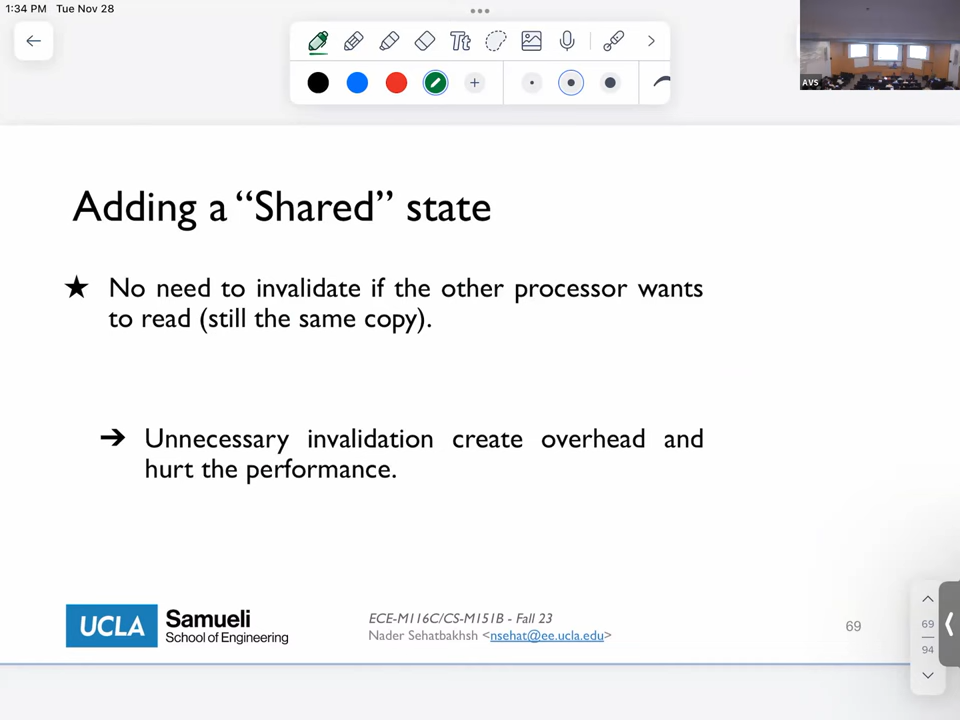 1:34 PM Tue Nov 28
Tt
AVS
Adding a “Shared” state
★ No need to invalidate if the other processor wants
to read (still the same copy).
➔ Unnecessary invalidation create overhead and
hurt the performance.
UCLA Samueli
School of Engineering
ECE-M116C/CS-M151B - Fall 23
Nader Sehatbakhsh <nsehat@ee.ucla.edu>
69
69
94